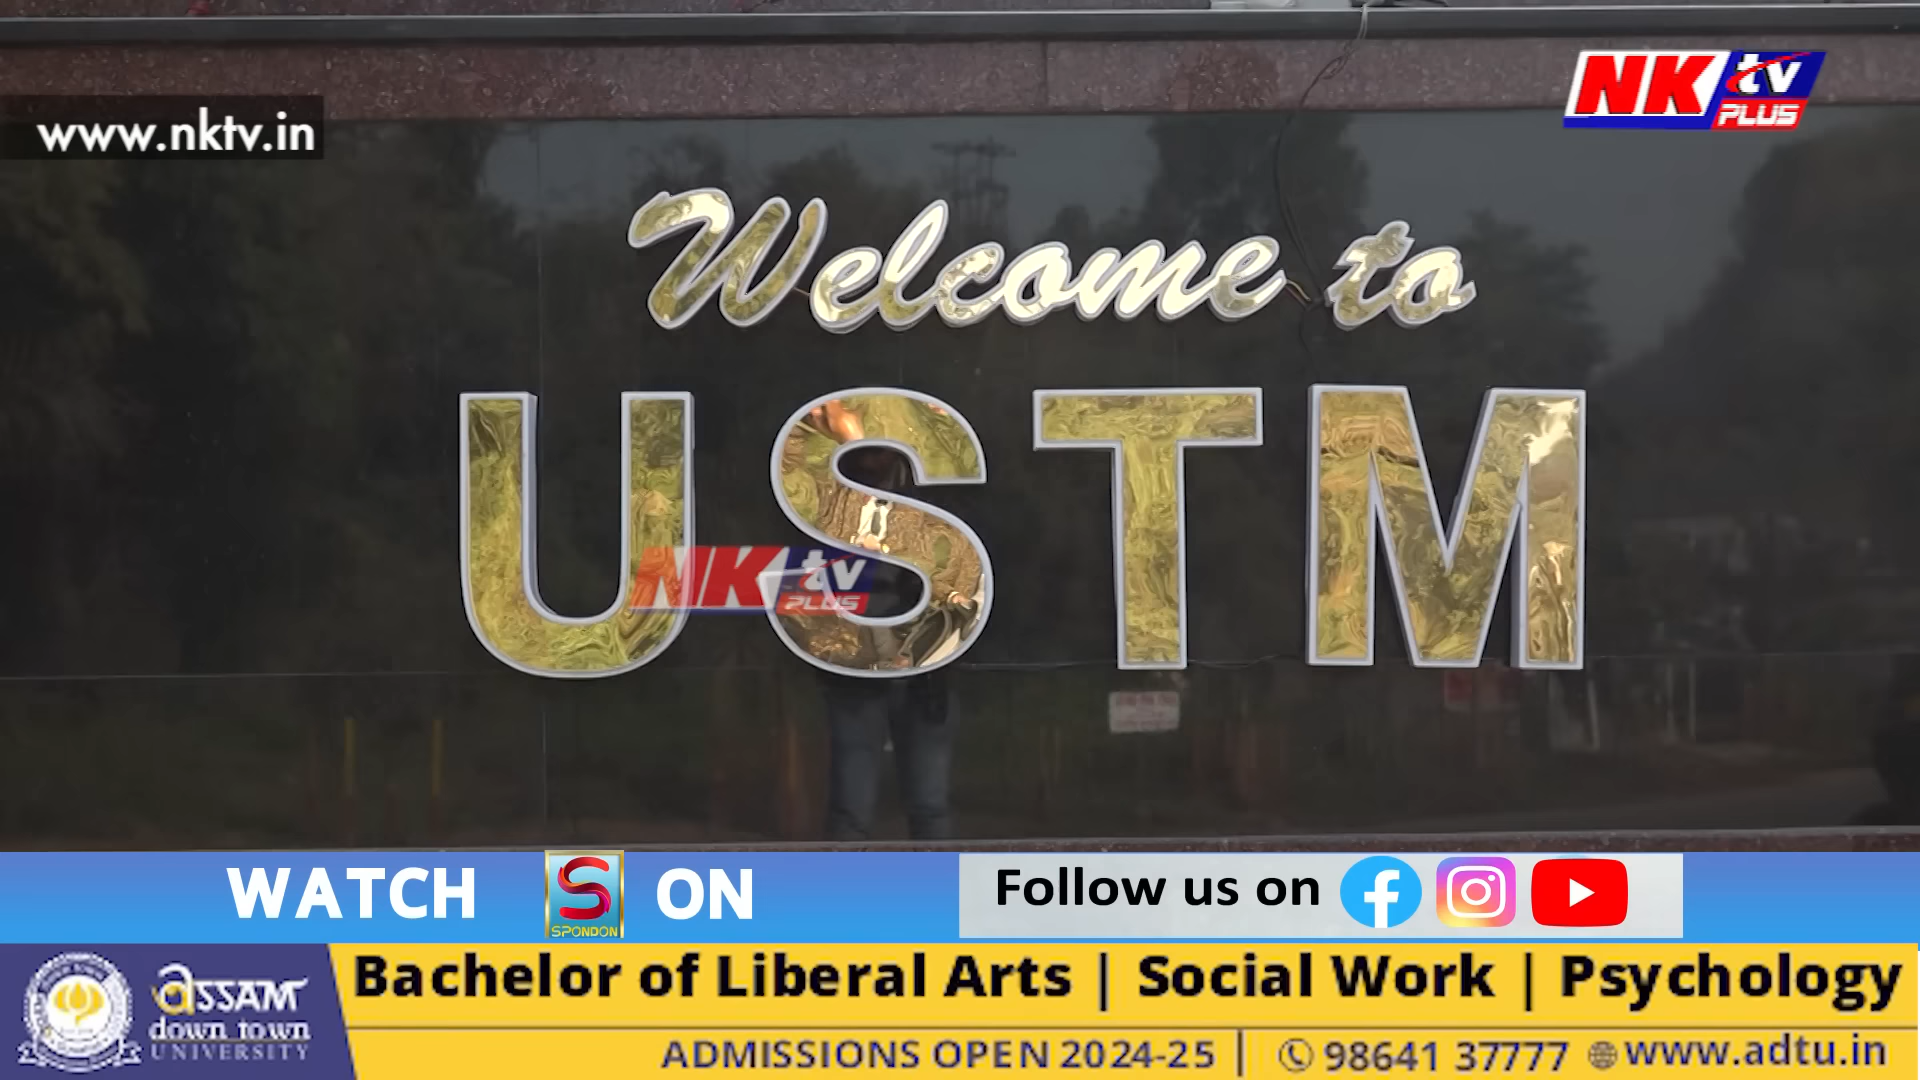 www.nktv.in
NK tv
PLUS
Welcome to
USTM
NK tv
PLUS
WATCH S ON
SPONDON
Follow us on
Bachelor of Liberal Arts | Social Work | Psychology
assam
down town
UNIVERSITY
ADMISSIONS OPEN 2024-25 | 98641 37777 www.adtu.in